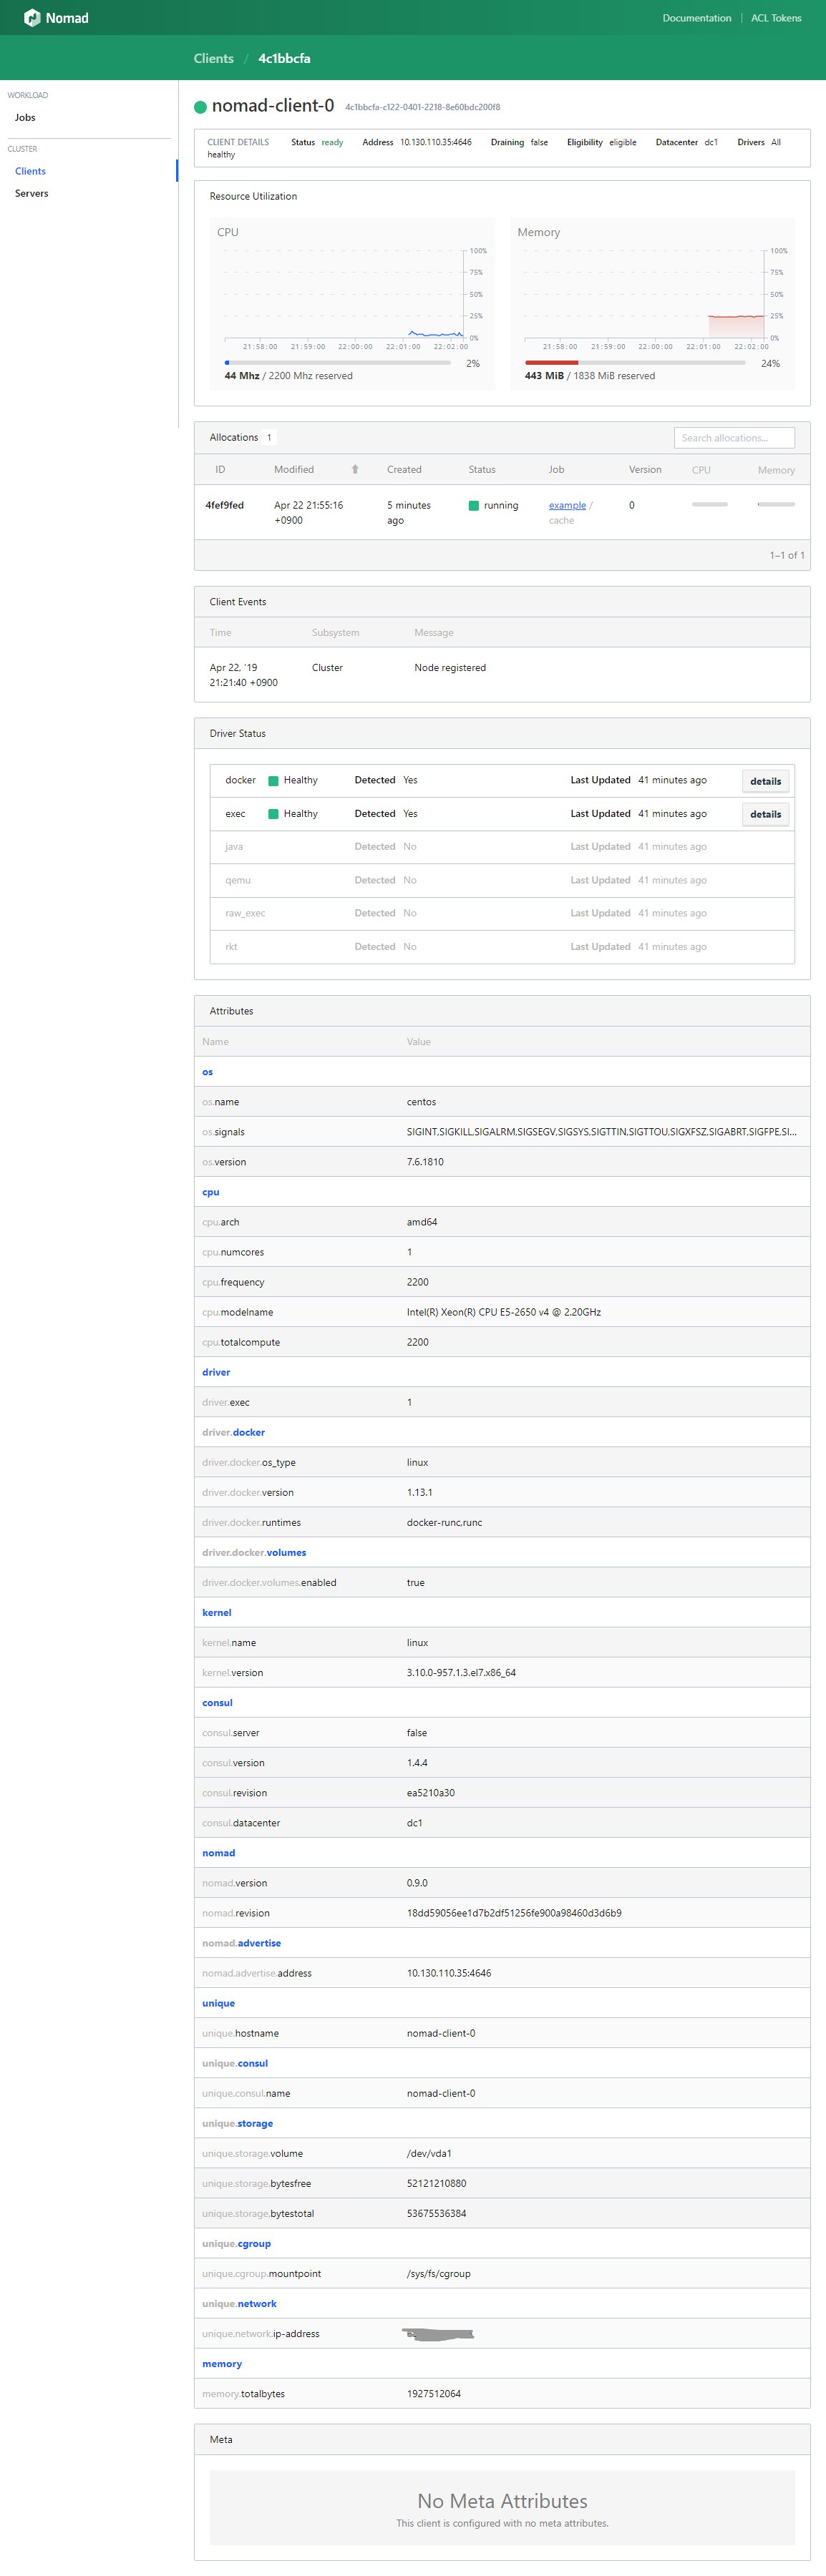 Nomad
Documentation | ACL Tokens
Clients / 4c1bbcfa
WORKLOAD
Jobs
CLUSTER
Clients
Servers
nomad-client-0 4c1bbcfa-c122-0401-2218-8e60bdc200f8
CLIENT DETAILS Status ready Address 10.130.110.35:4646 Draining false Eligibility eligible Datacenter dc1 Drivers All
healthy
Resource Utilization
CPU
100%
75%
50%
25%
0%
21:58:00 21:59:00 22:00:00 22:01:00 22:02:00
2%
44 Mhz / 2200 Mhz reserved
Memory
100%
75%
50%
25%
0%
21:58:00 21:59:00 22:00:00 22:01:00 22:02:00
24%
443 MiB / 1838 MiB reserved
Allocations 1 Search allocations...
ID Modified Created Status Job Version CPU Memory
4fef9fed Apr 22 21:55:16 5 minutes running example / 0
+0900 ago cache
1–1 of 1
Client Events
Time Subsystem Message
Apr 22, '19 Cluster Node registered
21:21:40 +0900
Driver Status
docker Healthy Detected Yes Last Updated 41 minutes ago details
exec Healthy Detected Yes Last Updated 41 minutes ago details
java Detected No Last Updated 41 minutes ago
qemu Detected No Last Updated 41 minutes ago
raw_exec Detected No Last Updated 41 minutes ago
rkt Detected No Last Updated 41 minutes ago
Attributes
Name Value
os
os.name centos
os.signals SIGINT,SIGKILL,SIGALRM,SIGSEGV,SIGSYS,SIGTTIN,SIGTTOU,SIGXFSZ,SIGABRT,SIGFPE,SI...
os.version 7.6.1810
cpu
cpu.arch amd64
cpu.numcores 1
cpu.frequency 2200
cpu.modelname Intel(R) Xeon(R) CPU E5-2650 v4 @ 2.20GHz
cpu.totalcompute 2200
driver
driver.exec 1
driver.docker
driver.docker.os_type linux
driver.docker.version 1.13.1
driver.docker.runtimes docker-runc,runc
driver.docker.volumes
driver.docker.volumes.enabled true
kernel
kernel.name linux
kernel.version 3.10.0-957.1.3.el7.x86_64
consul
consul.server false
consul.version 1.4.4
consul.revision ea5210a30
consul.datacenter dc1
nomad
nomad.version 0.9.0
nomad.revision 18dd59056ee1d7b2df51256fe900a98460d3d6b9
nomad.advertise
nomad.advertise.address 10.130.110.35:4646
unique
unique.hostname nomad-client-0
unique.consul
unique.consul.name nomad-client-0
unique.storage
unique.storage.volume /dev/vda1
unique.storage.bytesfree 52121210880
unique.storage.bytestotal 53675536384
unique.cgroup
unique.cgroup.mountpoint /sys/fs/cgroup
unique.network
unique.network.ip-address
memory
memory.totalbytes 1927512064
Meta
No Meta Attributes
This client is configured with no meta attributes.